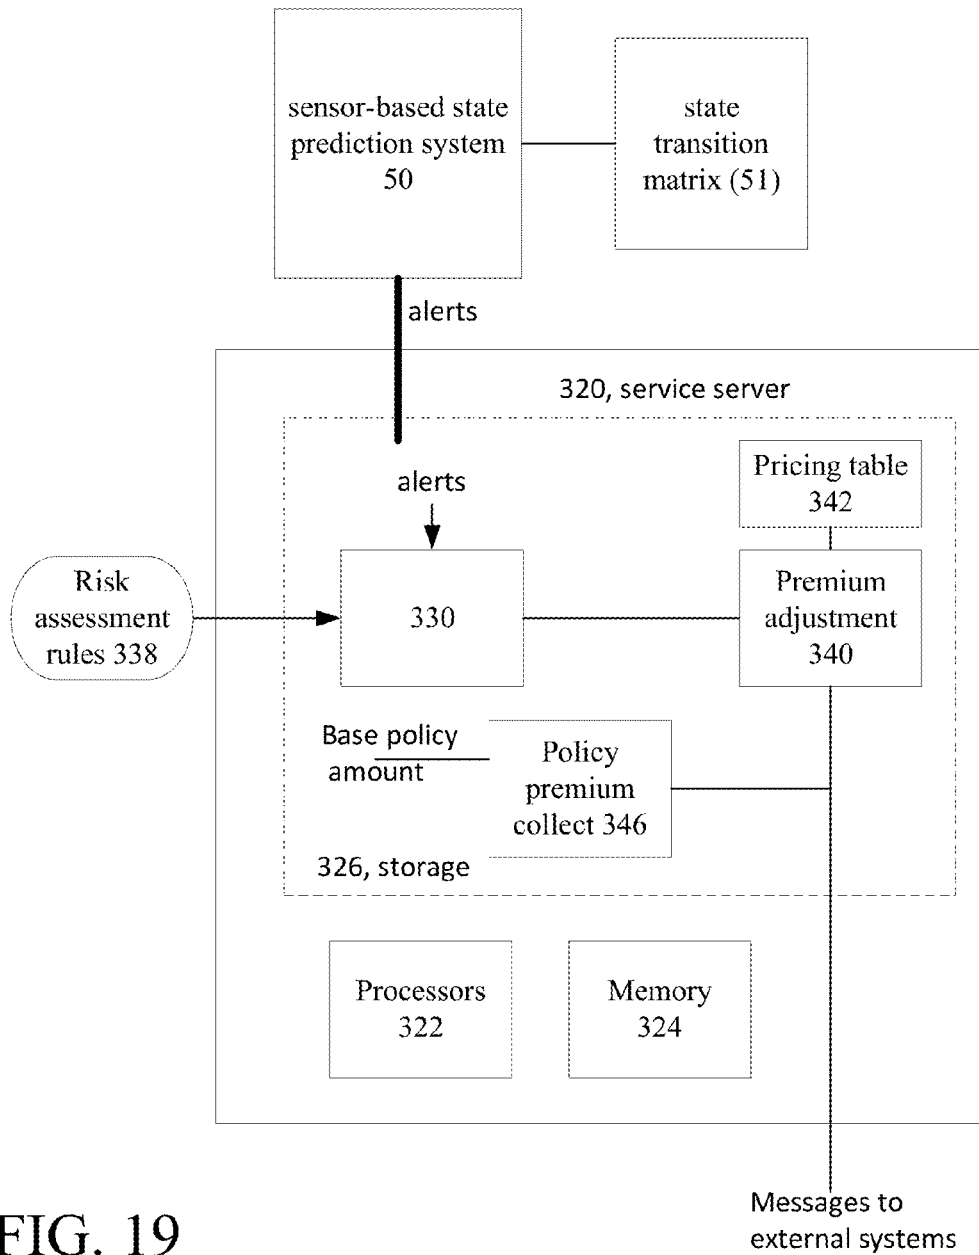 sensor-based state
prediction system
50
state
transition
matrix (51)
alerts
320, service server
alerts
Pricing table
342
Risk
assessment
rules 338
330
Premium
adjustment
340
Base policy
amount
Policy
premium
collect 346
326, storage
Processors
322
Memory
324
Messages to
external systems
FIG. 19